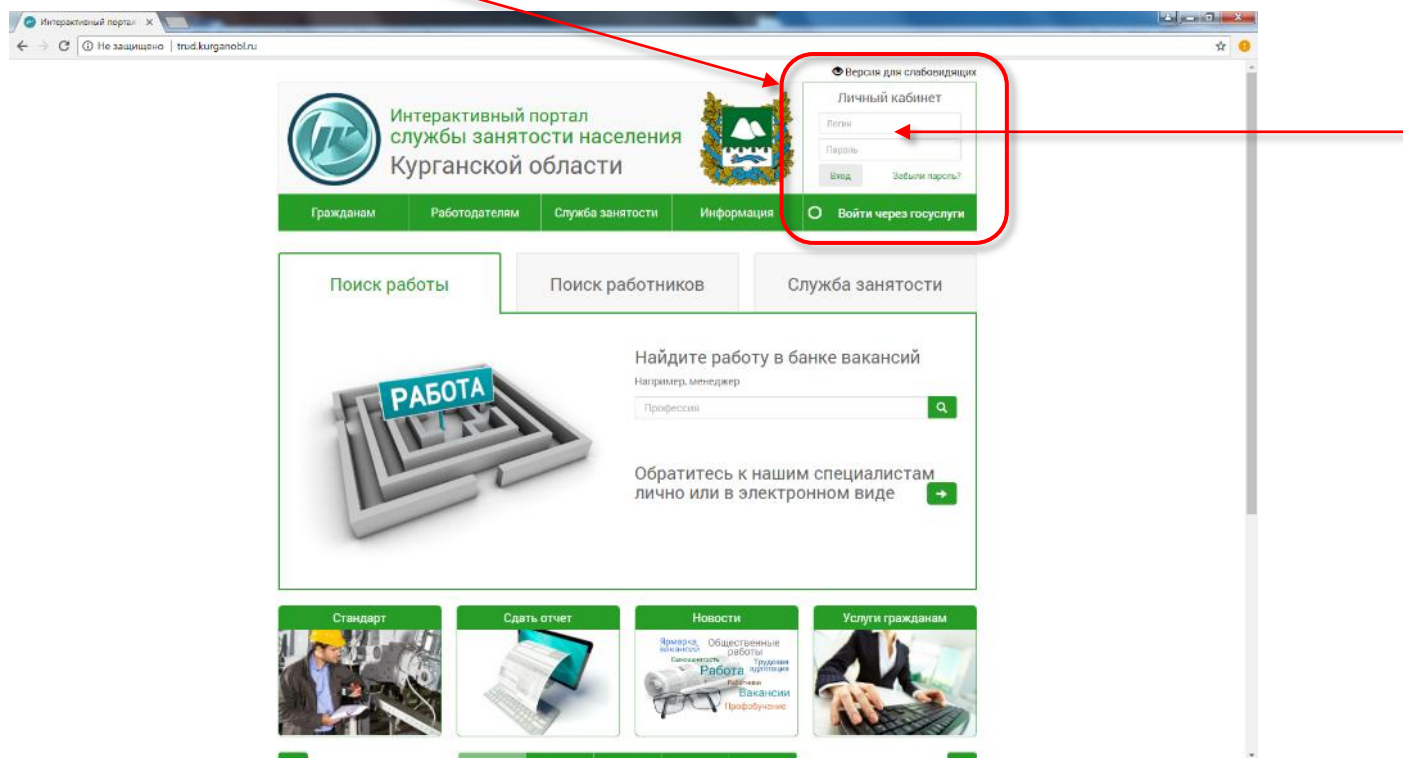 Интерактивный портал
Не защищено | trud.kurganobl.ru
Версия для слабовидящих
Интерактивный портал
службы занятости населения
Курганской области
Личный кабинет
Логин
Пароль
Вход
Забыли пароль?
Гражданам
Работодателям
Служба занятости
Информация
Войти через госуслуги
Поиск работы
Поиск работников
Служба занятости
РАБОТА
Найдите работу в банке вакансий
Например, менеджер
Профессия
Обратитесь к нашим специалистам
лично или в электронном виде
Стандарт
Сдать отчет
Новости
Услуги гражданам
Ярмарка вакансий
Общественные
работы
Самозанятость
Трудовая
Работа
Вакансии
Профобучение